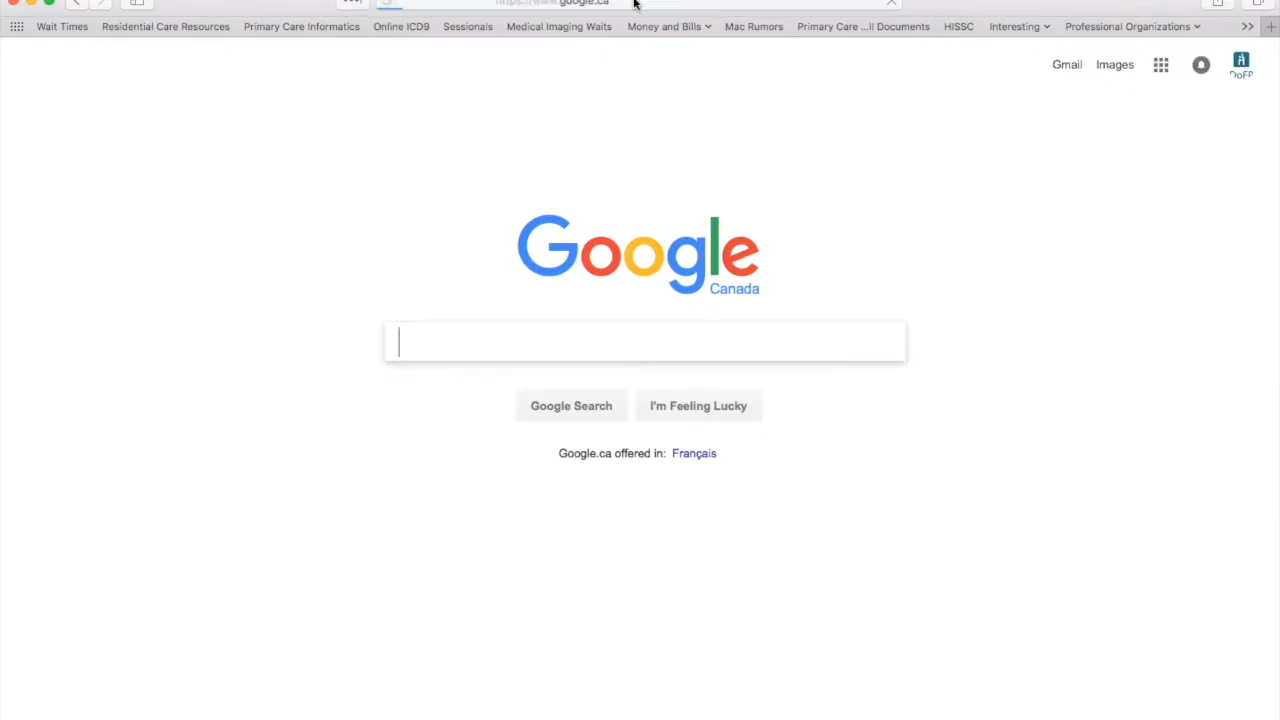 https://www.google.ca
Wait Times Residential Care Resources Primary Care Informatics Online ICD9 Sessionals Medical Imaging Waits Money and Bills Mac Rumors Primary Care ...ll Documents HISSC Interesting Professional Organizations
Gmail Images
DoFP
Google
Canada
Google Search I'm Feeling Lucky
Google.ca offered in: Français